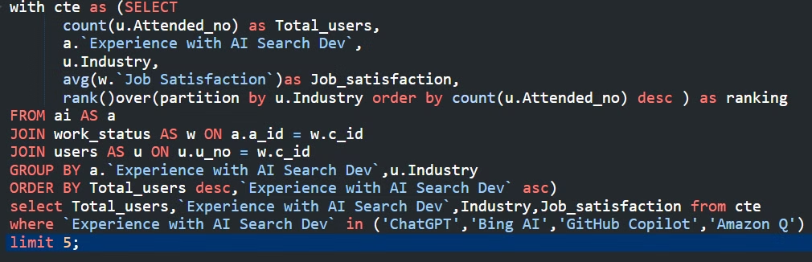 with cte as (SELECT
count(u.Attended_no) as Total_users,
a.`Experience with AI Search Dev`,
u.Industry,
avg(w.`Job Satisfaction`)as Job_satisfaction,
rank()over(partition by u.Industry order by count(u.Attended_no) desc ) as ranking
FROM ai AS a
JOIN work_status AS w ON a.a_id = w.c_id
JOIN users AS u ON u.u_no = w.c_id
GROUP BY a.`Experience with AI Search Dev`,u.Industry
ORDER BY Total_users desc,`Experience with AI Search Dev` asc)
select Total_users,`Experience with AI Search Dev`,Industry,Job_satisfaction from cte
where `Experience with AI Search Dev` in ('ChatGPT','Bing AI','GitHub Copilot','Amazon Q')
limit 5;